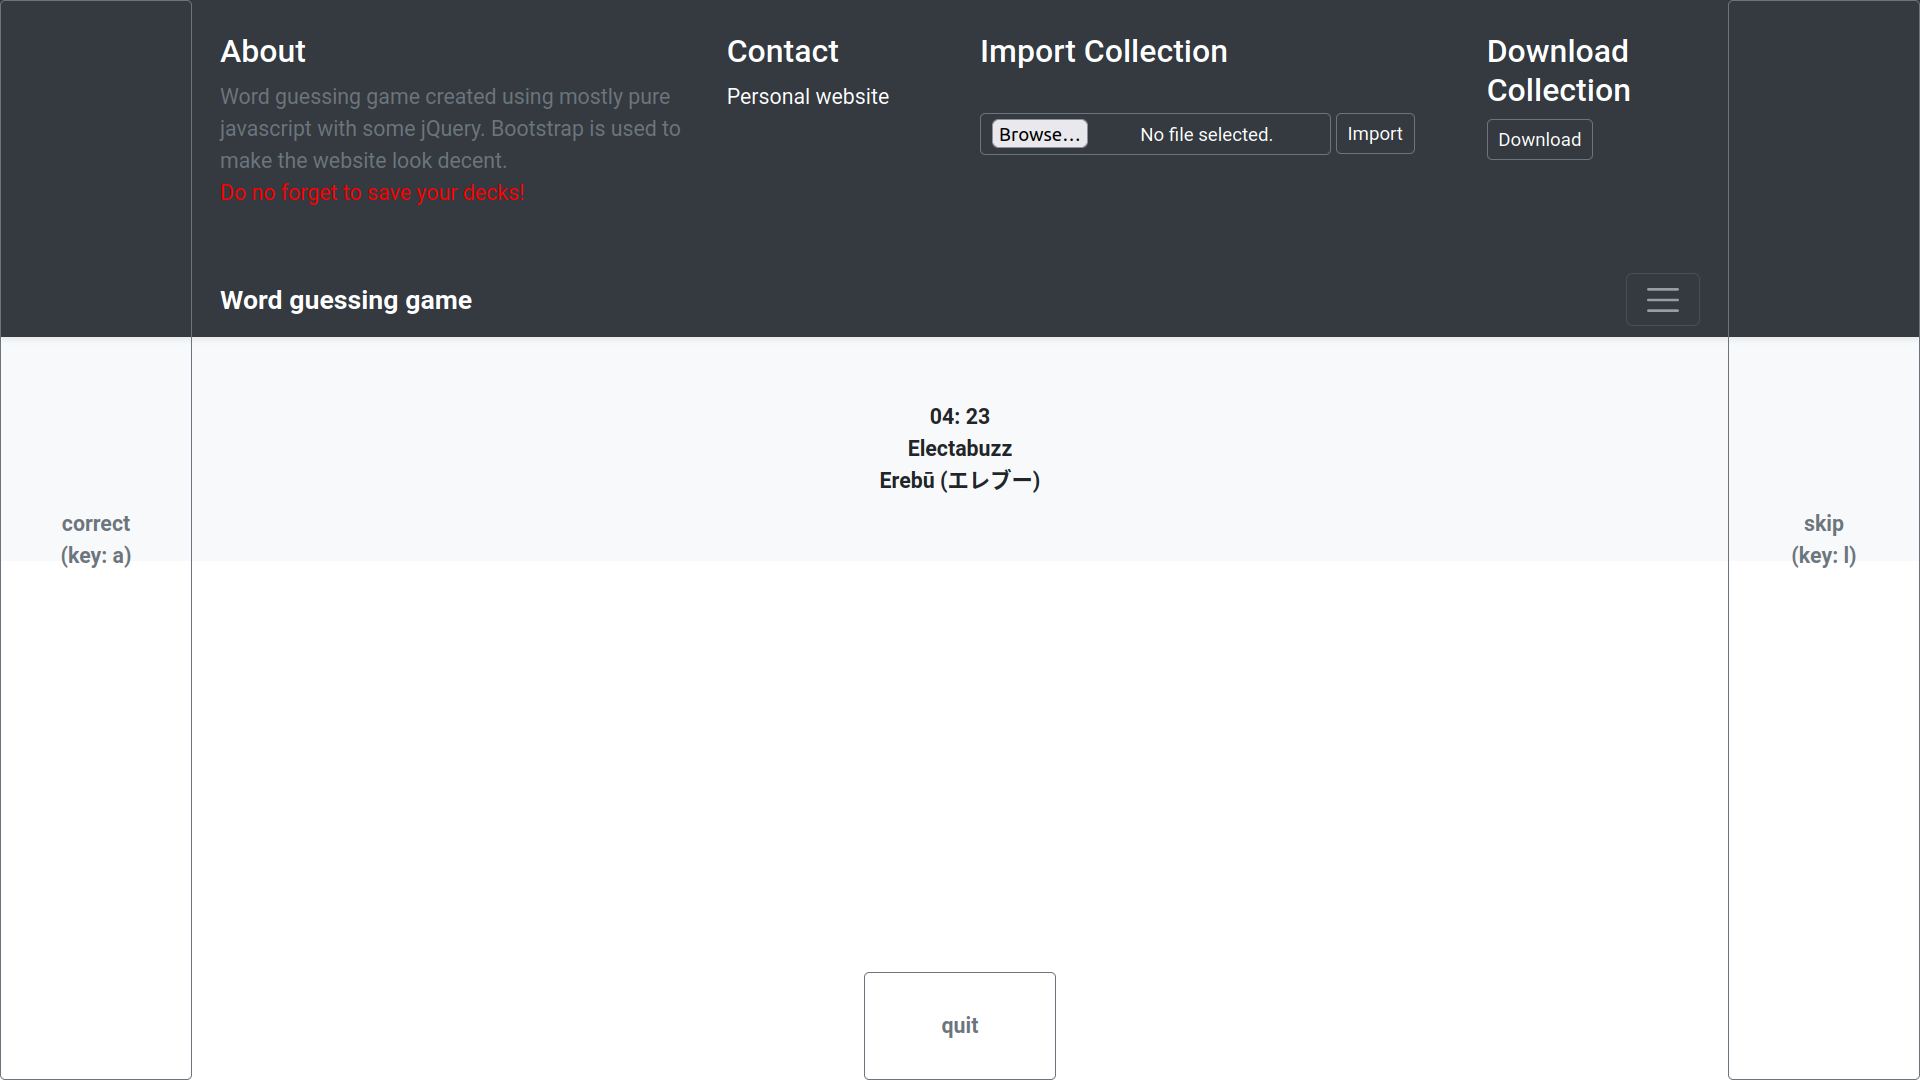 About
Word guessing game created using mostly pure
javascript with some jQuery. Bootstrap is used to
make the website look decent.
Do no forget to save your decks!
Contact
Personal website
Import Collection
Browse... No file selected. Import
Download
Collection
Download
Word guessing game
04: 23
Electabuzz
Erebū (エレブー)
correct
(key: a)
skip
(key: l)
quit